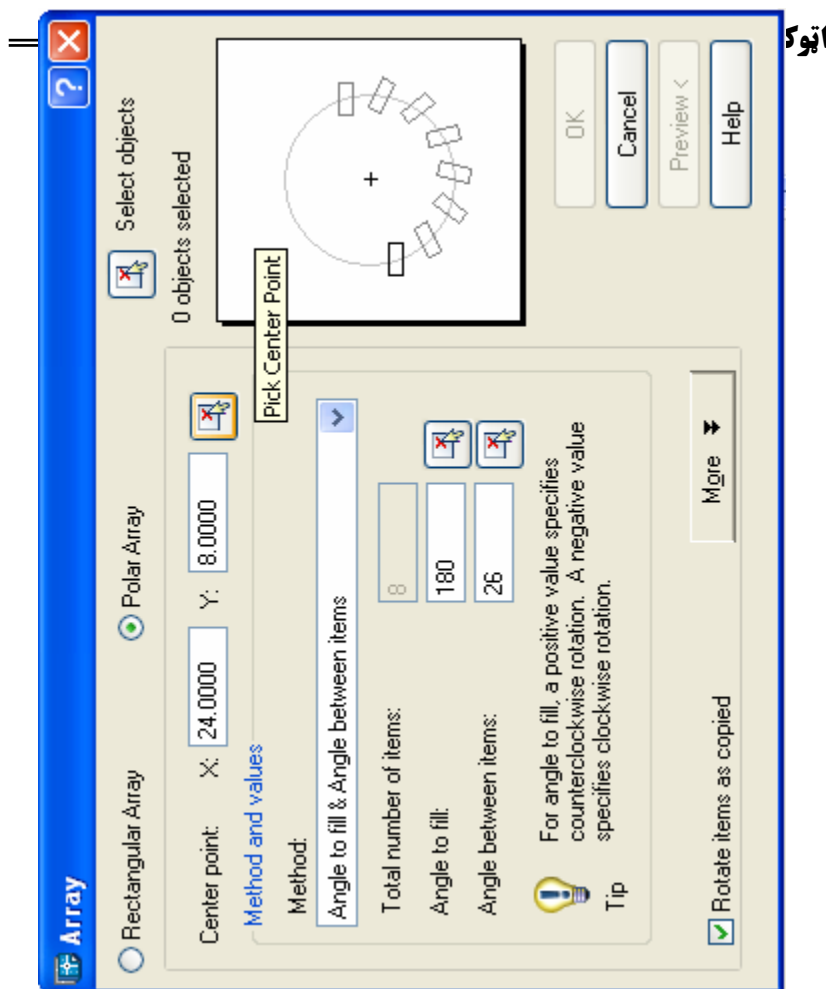 Array
Rectangular Array
Polar Array
Select objects
0 objects selected
Center point: X: 24.0000 Y: 8.0000
Pick Center Point
Method and values
Method:
Angle to fill & Angle between items
Total number of items: 8
Angle to fill: 180
Angle between items: 26
Tip
For angle to fill, a positive value specifies
counterclockwise rotation. A negative value
specifies clockwise rotation.
Rotate items as copied
More
OK
Cancel
Preview <
Help